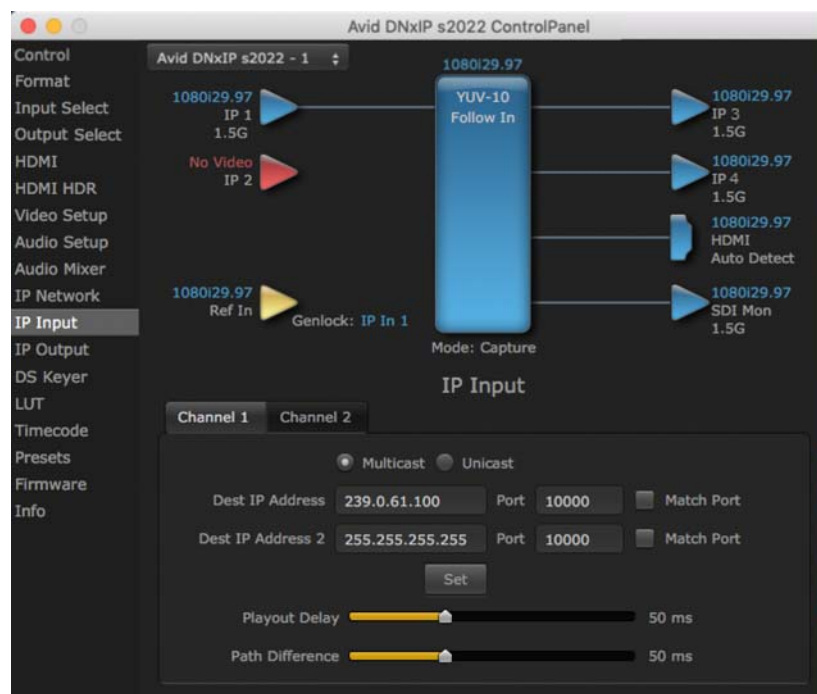 Avid DNxIP s2022 ControlPanel
Control
Format
Input Select
Output Select
HDMI
HDMI HDR
Video Setup
Audio Setup
Audio Mixer
IP Network
IP Input
IP Output
DS Keyer
LUT
Timecode
Presets
Firmware
Info
Avid DNxIP s2022 - 1
1080i29.97
IP 1
1.5G
No Video
IP 2
1080i29.97
Ref In
Genlock: IP In 1
1080i29.97
YUV-10
Follow In
Mode: Capture
1080i29.97
IP 3
1.5G
1080i29.97
IP 4
1.5G
1080i29.97
HDMI
Auto Detect
1080i29.97
SDI Mon
1.5G
IP Input
Channel 1 Channel 2
Multicast Unicast
Dest IP Address 239.0.61.100 Port 10000 Match Port
Dest IP Address 2 255.255.255.255 Port 10000 Match Port
Set
Playout Delay 50 ms
Path Difference 50 ms